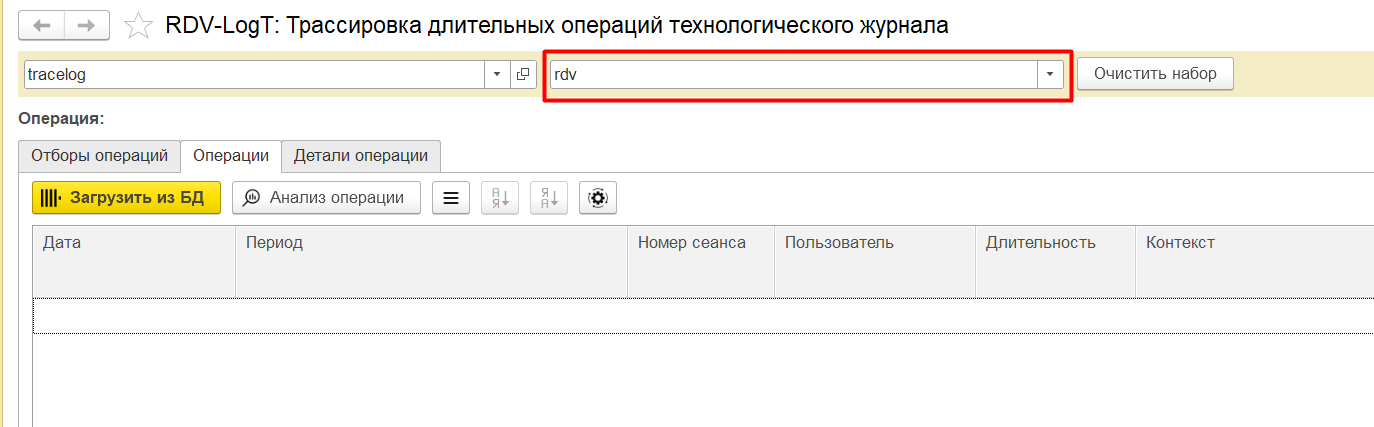 RDV-LogT: Трассировка длительных операций технологического журнала
tracelog rdv Очистить набор
Операция:
Отборы операций Операции Детали операции
Загрузить из БД Анализ операции А Я Я А
Дата Период Номер сеанса Пользователь Длительность Контекст